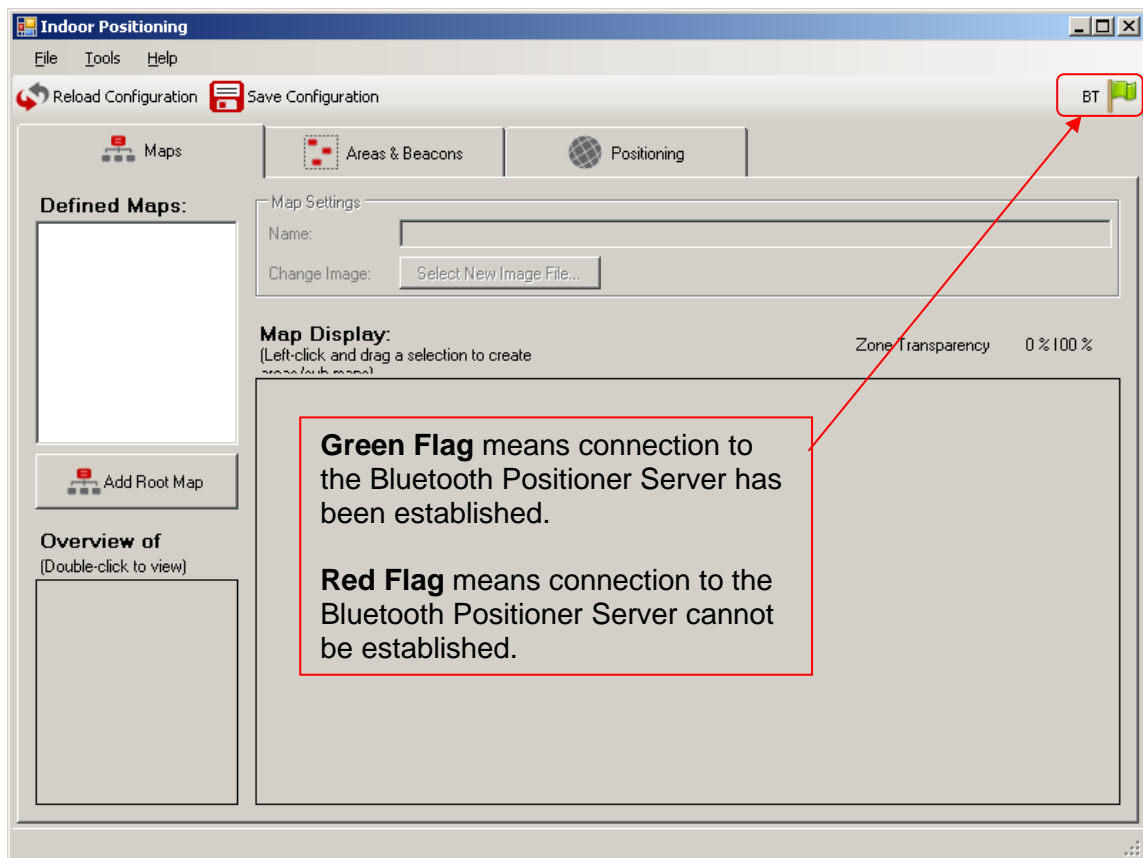 Indoor Positioning
File Tools Help
Reload Configuration Save Configuration BT
Maps Areas & Beacons Positioning
Defined Maps:
Map Settings
Name:
Change Image: Select New Image File...
Map Display:
(Left-click and drag a selection to create
areas/sub maps)
Zone Transparency 0 % 100 %
Green Flag means connection to
the Bluetooth Positioner Server has
been established.
Red Flag means connection to the
Bluetooth Positioner Server cannot
be established.
Add Root Map
Overview of
(Double-click to view)